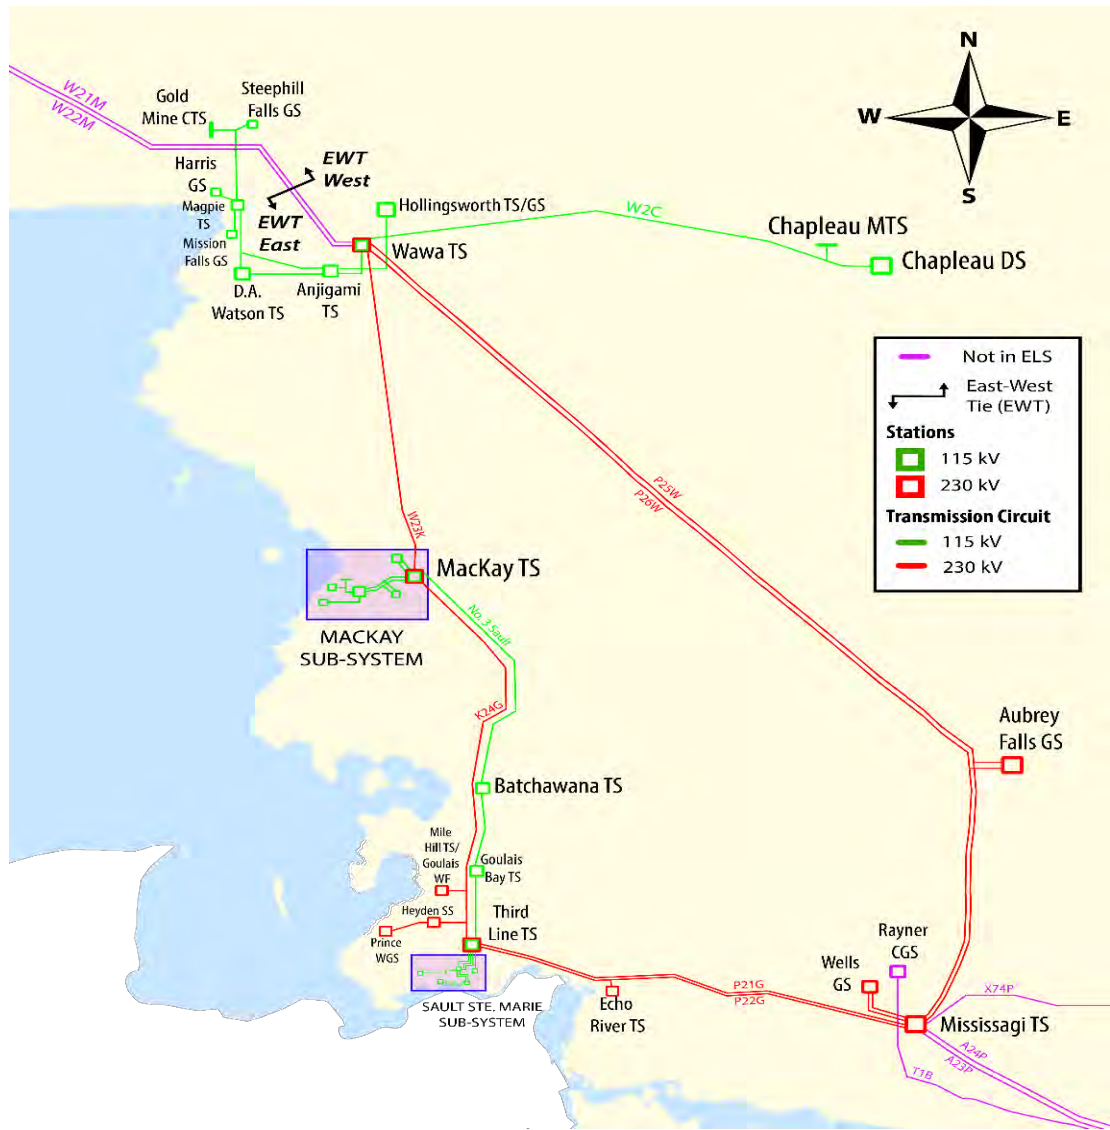 N
W
E
S
W21M
W22M
Gold
Mine CTS
Steephill
Falls GS
Harris
GS
Magpie
TS
Mission
Falls GS
EWT
West
EWT
East
Hollingsworth TS/GS
Wawa TS
D.A.
Watson TS
Anjigami
TS
W2C
Chapleau MTS
Chapleau DS
Not in ELS
East-West
Tie (EWT)
Stations
115 kV
230 kV
Transmission Circuit
115 kV
230 kV
P25W
P26W
W23K
MacKay TS
MACKAY
SUB-SYSTEM
No. 3 Sault
K24G
Aubrey
Falls GS
Batchawana TS
Mile
Hill TS/
Goulais
WF
Goulais
Bay TS
Heyden SS
Prince
WGS
Third
Line TS
SAULT STE. MARIE
SUB-SYSTEM
Echo
River TS
P21G
P22G
Wells
GS
Rayner
CGS
X74P
Mississagi TS
A24P
A23P
T1B